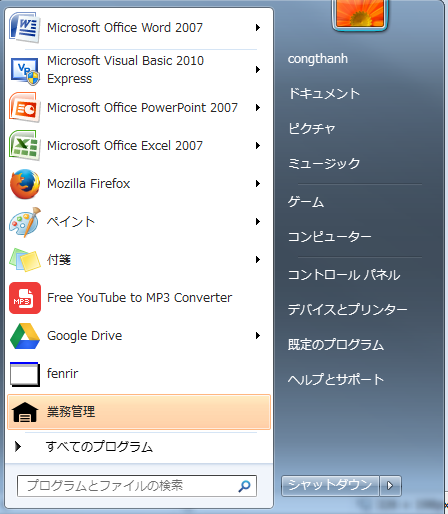 Microsoft Office Word 2007
Microsoft Visual Basic 2010
Express
Microsoft Office PowerPoint 2007
Microsoft Office Excel 2007
Mozilla Firefox
ペイント
付箋
MP3
Free YouTube to MP3 Converter
Google Drive
fenrir
業務管理
すべてのプログラム
プログラムとファイルの検索
congthanh
ドキュメント
ピクチャ
ミュージック
ゲーム
コンピューター
コントロール パネル
デバイスとプリンター
既定のプログラム
ヘルプとサポート
シャットダウン